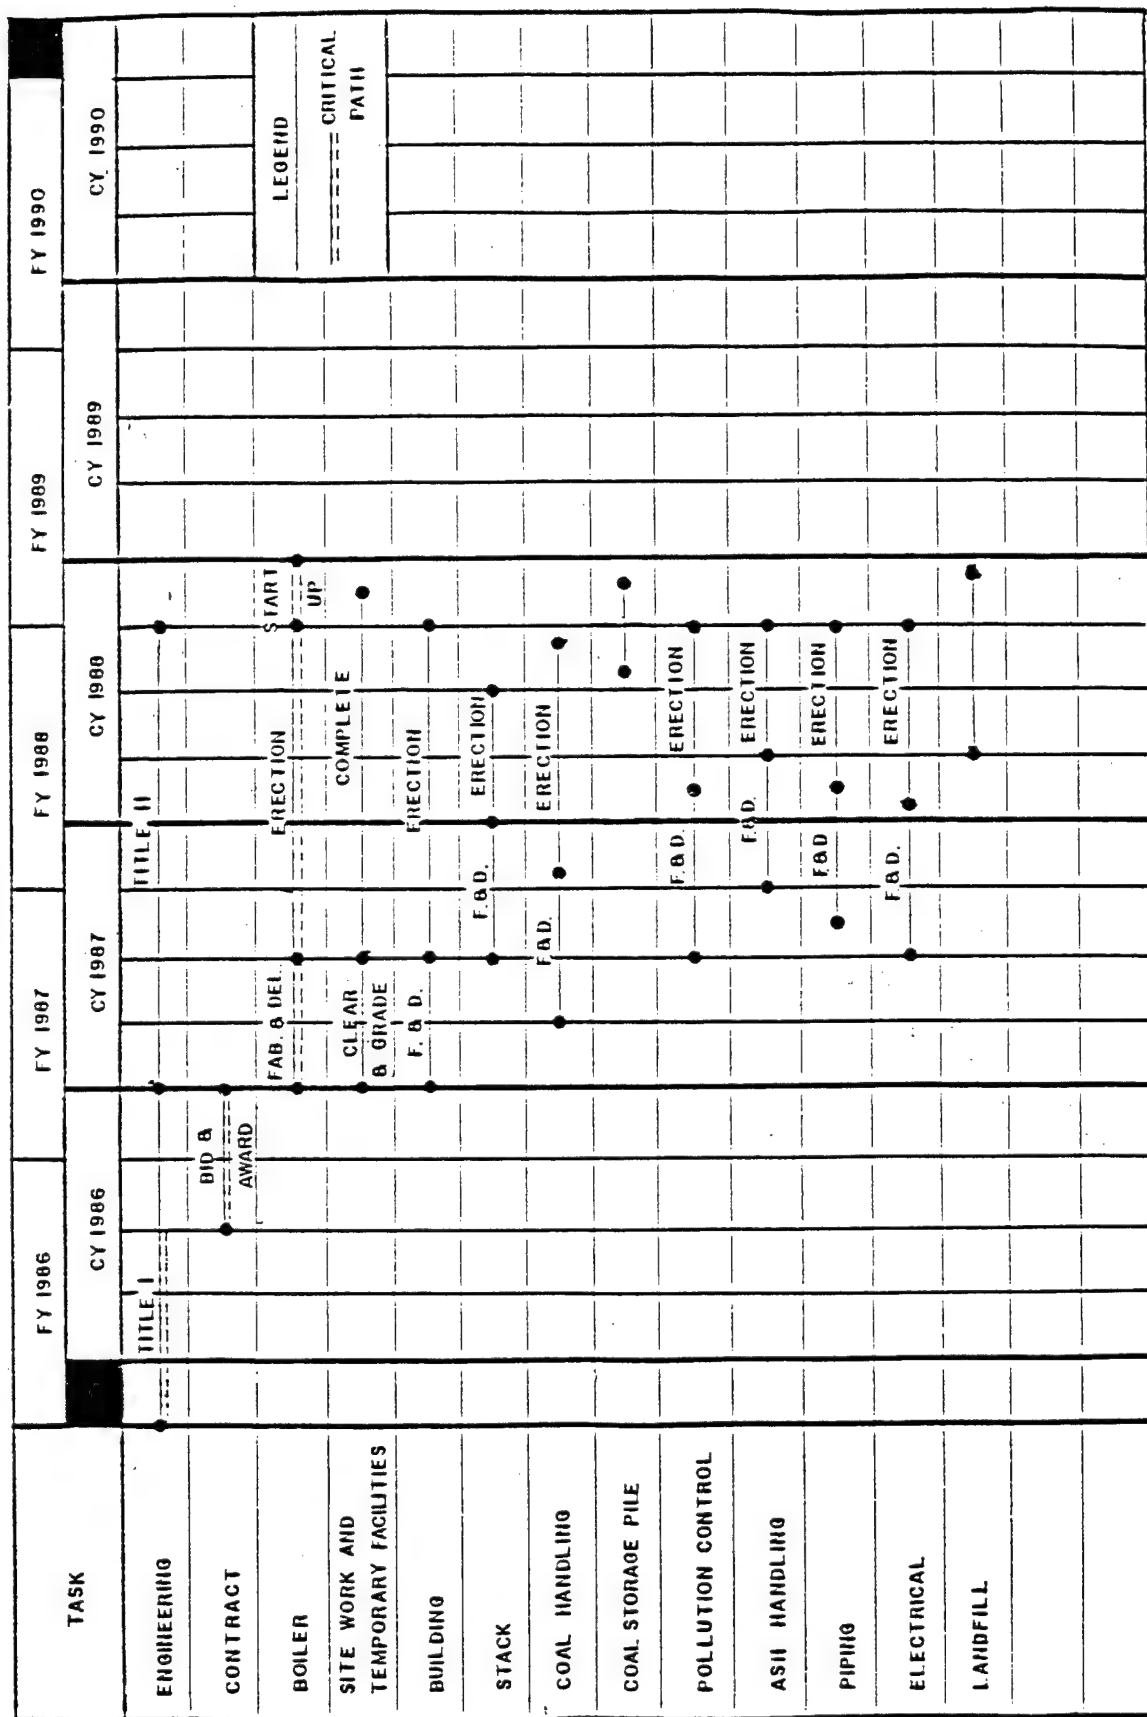 FY 1986
FY 1987
FY 1988
FY 1989
FY 1990
TASK
CY 1986
CY 1987
CY 1988
CY 1989
CY 1990
ENGINEERING
TITLE I
TITLE II
CONTRACT
BID &
AWARD
BOILER
FAB. & DEL.
ERECTION
START
UP
LEGEND
SITE WORK AND
TEMPORARY FACILITIES
CLEAR
& GRADE
COMPLETE
CRITICAL
PATH
BUILDING
F. & D.
ERECTION
STACK
F.&D.
ERECTION
COAL HANDLING
F.&D.
ERECTION
COAL STORAGE PILE
POLLUTION CONTROL
F.&D.
ERECTION
ASH HANDLING
F.&D.
ERECTION
PIPING
F.&D
ERECTION
ELECTRICAL
F.&D.
ERECTION
LANDFILL